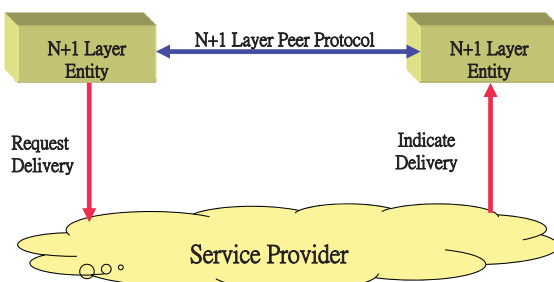 N+1 Layer
Entity
N+1 Layer Peer Protocol
N+1 Layer
Entity
Request
Delivery
Indicate
Delivery
Service Provider